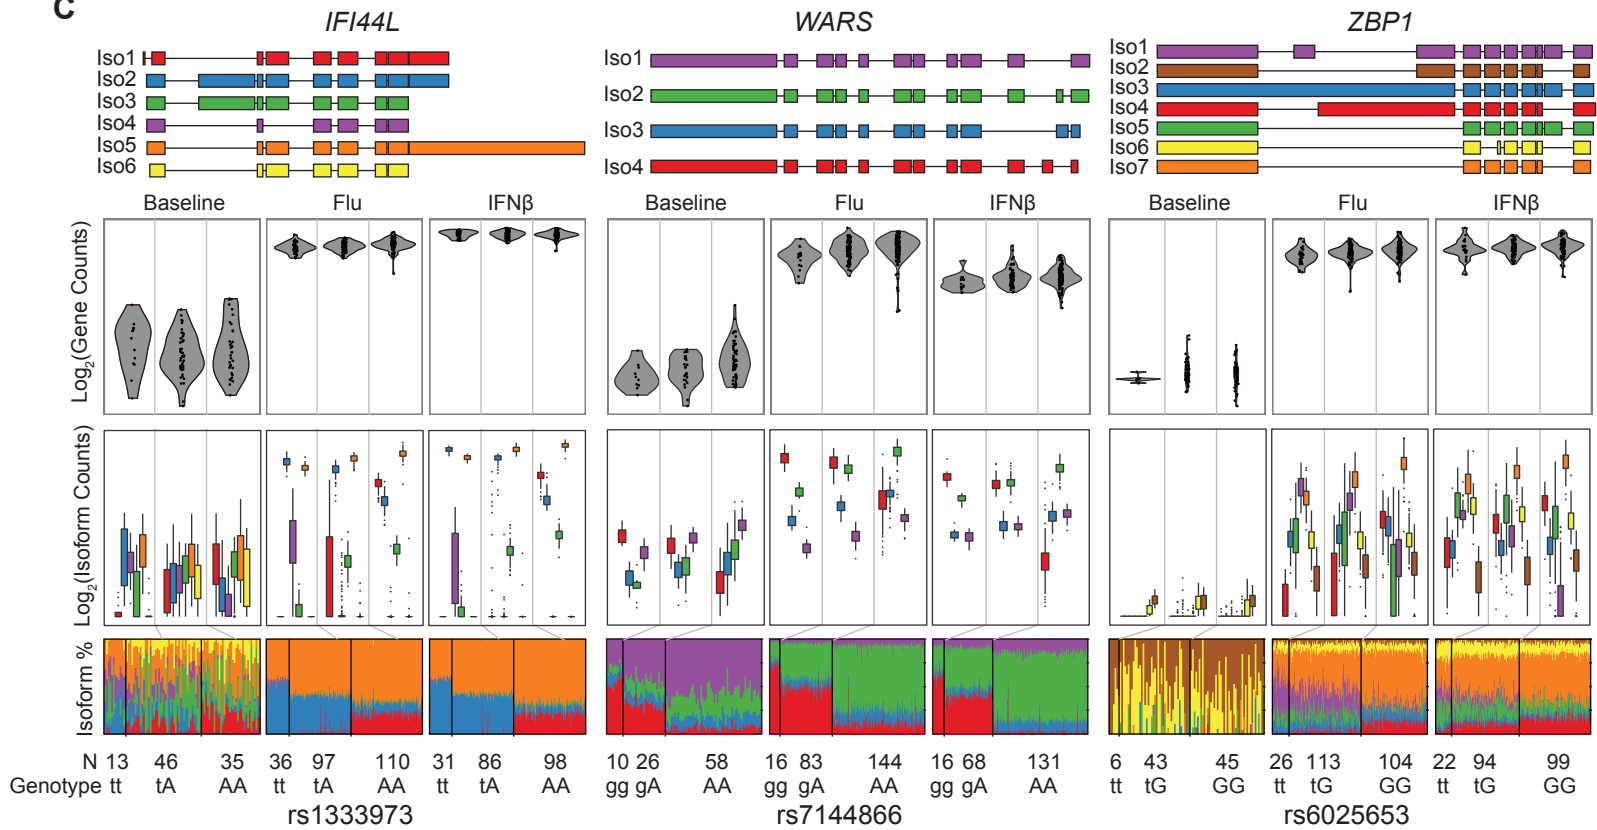 C
IFI44L WARS ZBP1
Iso1
Iso2
Iso3
Iso4
Iso5
Iso6
Iso1
Iso2
Iso3
Iso4
Iso1
Iso2
Iso3
Iso4
Iso5
Iso6
Iso7
Baseline Flu IFNβ Baseline Flu IFNβ Baseline Flu IFNβ
Log2(Gene Counts)
Log2(Isoform Counts)
Isoform %
N 13 46 35 36 97 110 31 86 98 10 26 58 16 83 144 16 68 131 6 43 45 26 113 104 22 94 99
Genotype tt tA AA tt tA AA tt tA AA gg gA AA gg gA AA gg gA AA tt tG GG tt tG GG tt tG GG
rs1333973 rs7144866 rs6025653